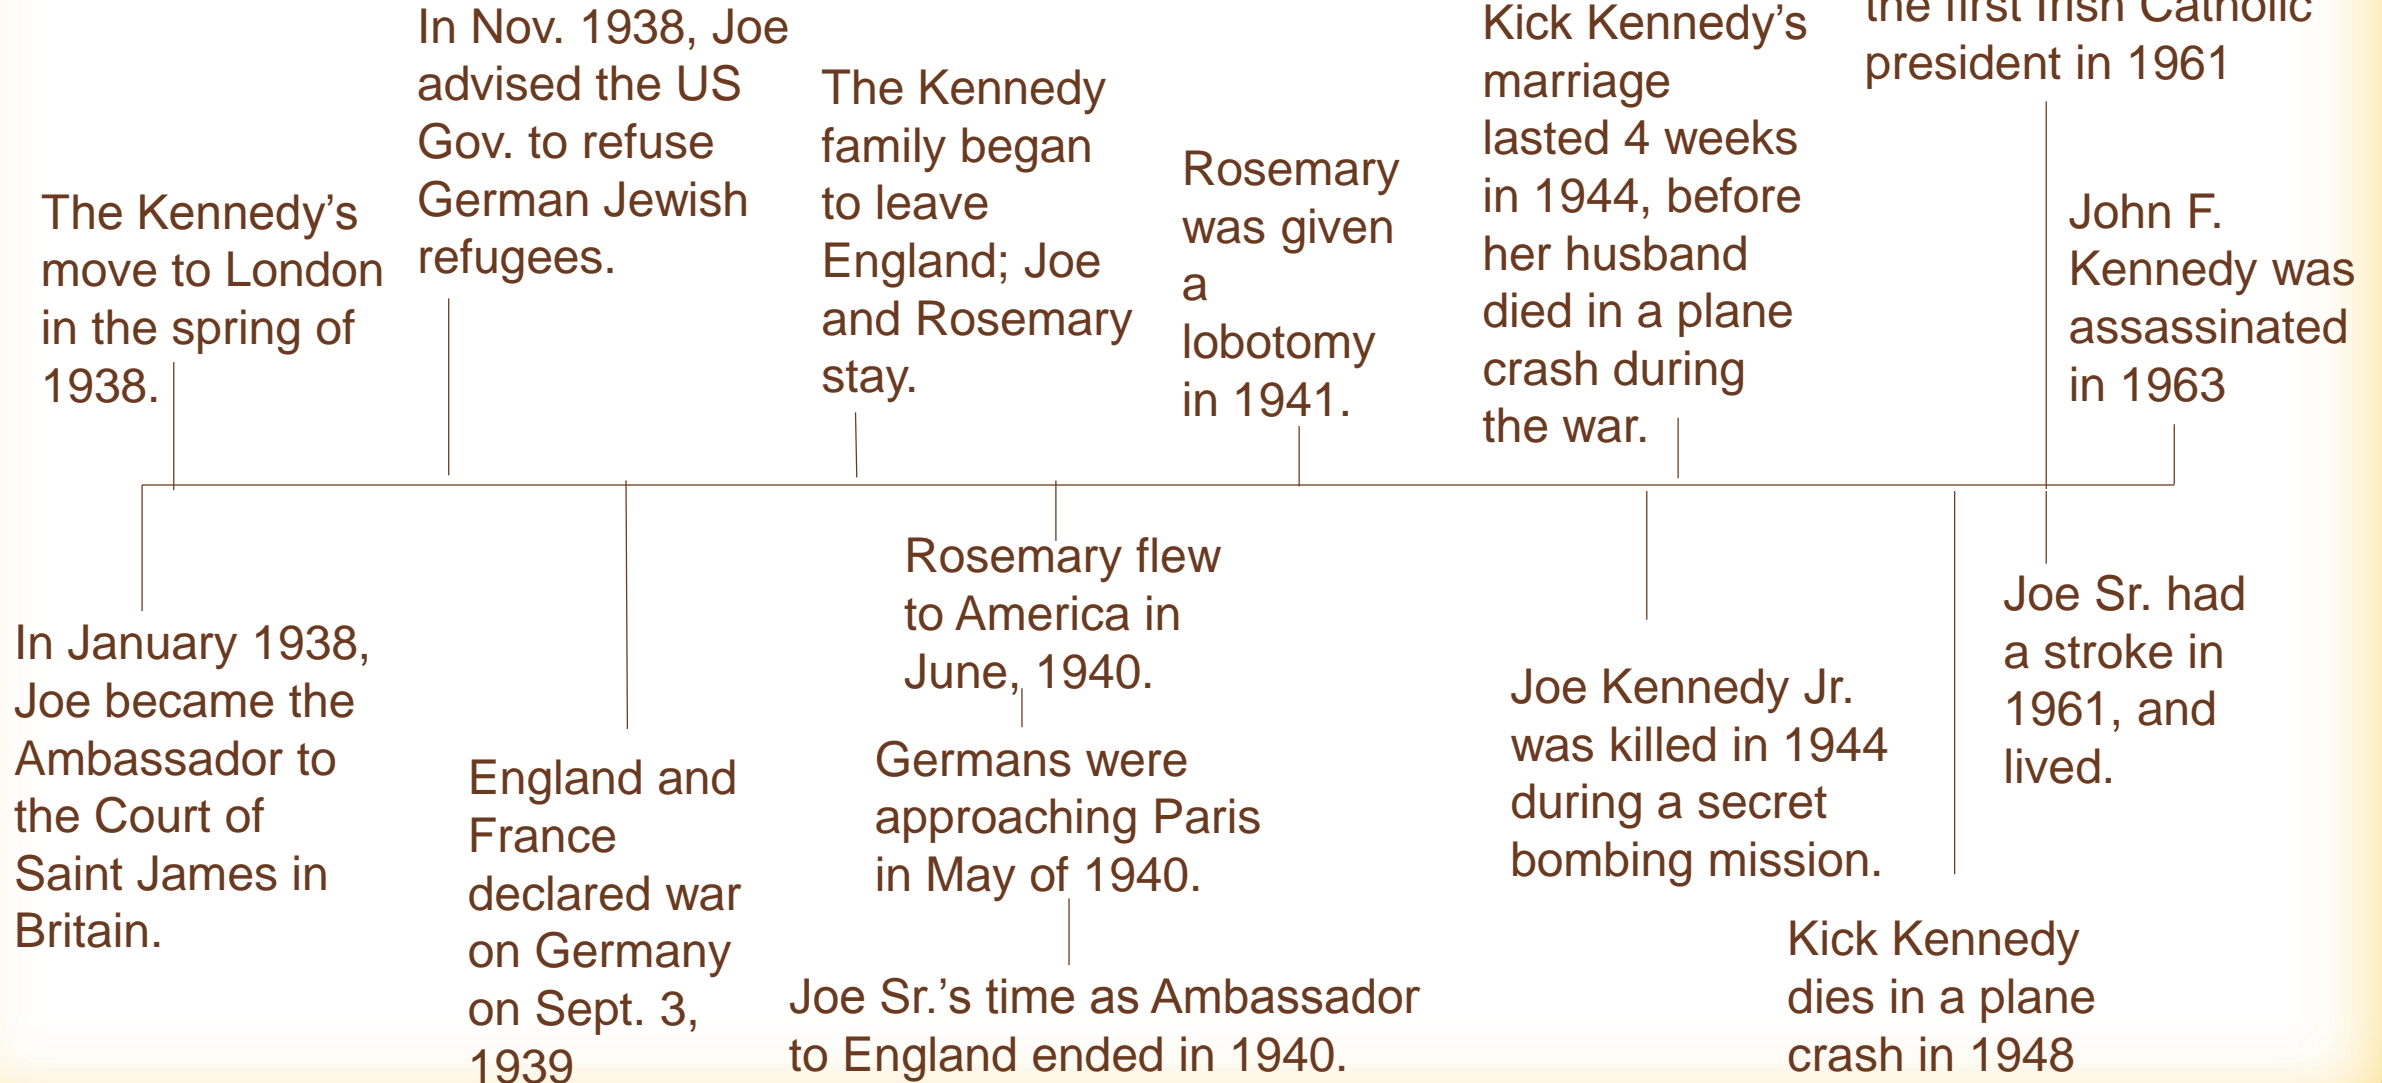 In Nov. 1938, Joe
advised the US
Gov. to refuse
German Jewish
refugees.
The Kennedy
family began
to leave
England; Joe
and Rosemary
stay.
Kick Kennedy’s
marriage
lasted 4 weeks
in 1944, before
her husband
died in a plane
crash during
the war.
the first Irish Catholic
president in 1961
The Kennedy’s
move to London
in the spring of
1938.
Rosemary
was given
a
lobotomy
in 1941.
John F.
Kennedy was
assassinated
in 1963
In January 1938,
Joe became the
Ambassador to
the Court of
Saint James in
Britain.
England and
France
declared war
on Germany
on Sept. 3,
1939
Rosemary flew
to America in
June, 1940.
Germans were
approaching Paris
in May of 1940.
Joe Sr.’s time as Ambassador
to England ended in 1940.
Joe Kennedy Jr.
was killed in 1944
during a secret
bombing mission.
Kick Kennedy
dies in a plane
crash in 1948
Joe Sr. had
a stroke in
1961, and
lived.